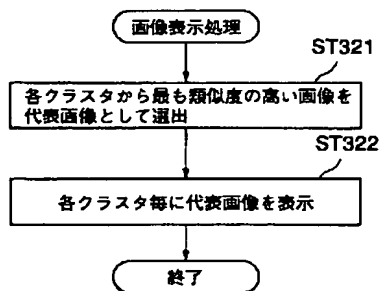 画像表示処理
ST321
各クラスタから最も類似度の高い画像を
代表画像として選出
ST322
各クラスタ毎に代表画像を表示
終了